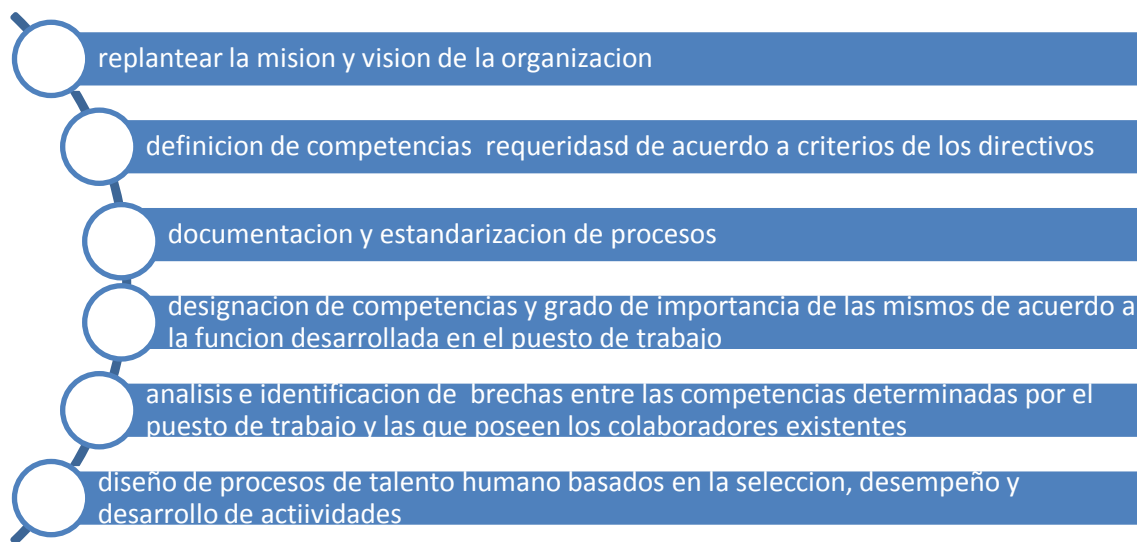 replantear la mision y vision de la organizacion
definicion de competencias  requeridasd de acuerdo a criterios de los directivos
documentacion y estandarizacion de procesos
designacion de competencias y grado de importancia de las mismos de acuerdo a
la funcion desarrollada en el puesto de trabajo
analisis e identificacion de  brechas entre las competencias determinadas por el
puesto de trabajo y las que poseen los colaboradores existentes
diseño de procesos de talento humano basados en la seleccion, desempeño y
desarrollo de actiividades